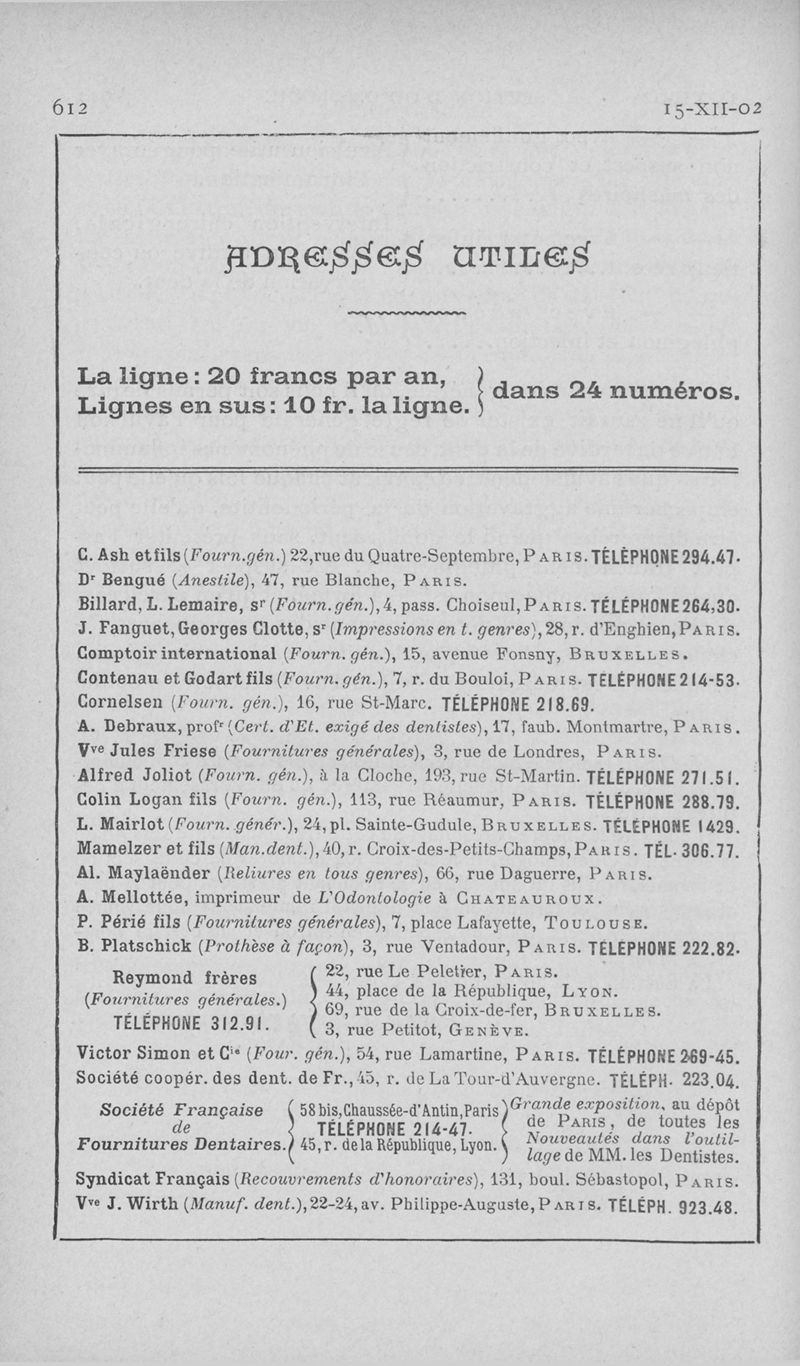 612 15-XII-02
ADRESSES UTILES
La ligne : 20 francs par an,
Lignes en sus : 10 fr. la ligne. } dans 24 numéros.
C. Ash et fils (Fourn. gén.) 22, rue du Quatre-Septembre, PARIS. TÉLÉPHONE 294.47.
Dr Bengué (Anestile), 47, rue Blanche, PARIS.
Billard, L. Lemaire, sr (Fourn. gén.), 4, pass. Choiseul, PARIS. TÉLÉPHONE 264,30.
J. Fanguet, Georges Clotte, sr (Impressions en t. genres), 28, r. d'Enghien, PARIS.
Comptoir international (Fourn. gén.), 15, avenue Fonsny, BRUXELLES.
Contenau et Godart fils (Fourn. gén.), 7, r. du Bouloi, PARIS. TÉLÉPHONE 214-53.
Cornelsen (Fourn. gén.), 16, rue St-Marc. TÉLÉPHONE 218.69.
A. Debraux, profr (Cert. d'Et. exigé des dentistes), 17, faub. Montmartre, PARIS.
Vve Jules Friese (Fournitures générales), 3, rue de Londres, PARIS.
Alfred Joliot (Fourn. gén.), à la Cloche, 193, rue St-Martin. TÉLÉPHONE 271.51.
Colin Logan fils (Fourn. gén.), 113, rue Réaumur, PARIS. TÉLÉPHONE 288.79.
L. Mairlot (Fourn. génér.), 24, pl. Sainte-Gudule, BRUXELLES. TÉLÉPHONE 1429.
Mamelzer et fils (Man. dent.), 40, r. Croix-des-Petits-Champs, PARIS. TÉL. 306.77.
Al. Maylaënder (Reliures en tous genres), 66, rue Daguerre, PARIS.
A. Mellottée, imprimeur de L'Odontologie à CHATEAUROUX.
P. Périé fils (Fournitures générales), 7, place Lafayette, TOULOUSE.
B. Platschick (Prothèse à façon), 3, rue Ventadour, PARIS. TÉLÉPHONE 222.82.
Reymond frères
(Fournitures générales.)
TÉLÉPHONE 312.91.
22, rue Le Peletier, PARIS.
44, place de la République, LYON.
69, rue de la Croix-de-fer, BRUXELLES.
3, rue Petitot, GENÈVE.
Victor Simon et Cie (Four. gén.), 54, rue Lamartine, PARIS. TÉLÉPHONE 269-45.
Société coopér. des dent. de Fr., 45, r. de La Tour-d'Auvergne. TÉLÉPH. 223.04.
Société Française
de
Fournitures Dentaires.
58 bis, Chaussée-d'Antin, Paris
TÉLÉPHONE 214-47.
45, r. de la République, Lyon.
Grande exposition, au dépôt
de PARIS, de toutes les
Nouveautés dans l'outil-
lage de MM. les Dentistes.
Syndicat Français (Recouvrements d'honoraires), 131, boul. Sébastopol, PARIS.
Vve J. Wirth (Manuf. dent.), 22-24, av. Philippe-Auguste, PARIS. TÉLÉPH. 923.48.